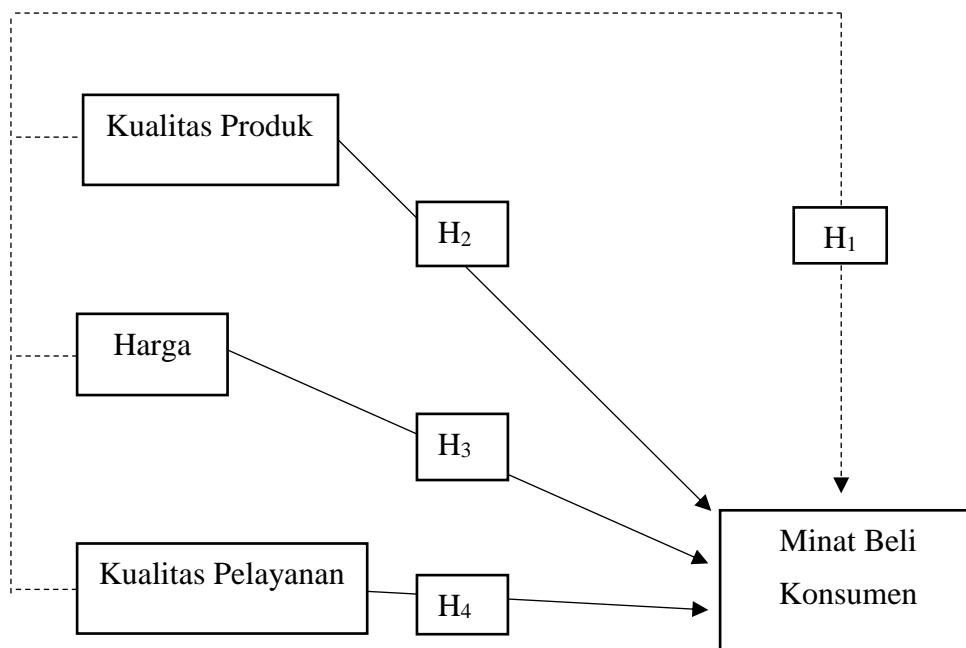 Kualitas Produk
H₂
H₁
Harga
H₃
Kualitas Pelayanan
H₄
Minat Beli
Konsumen